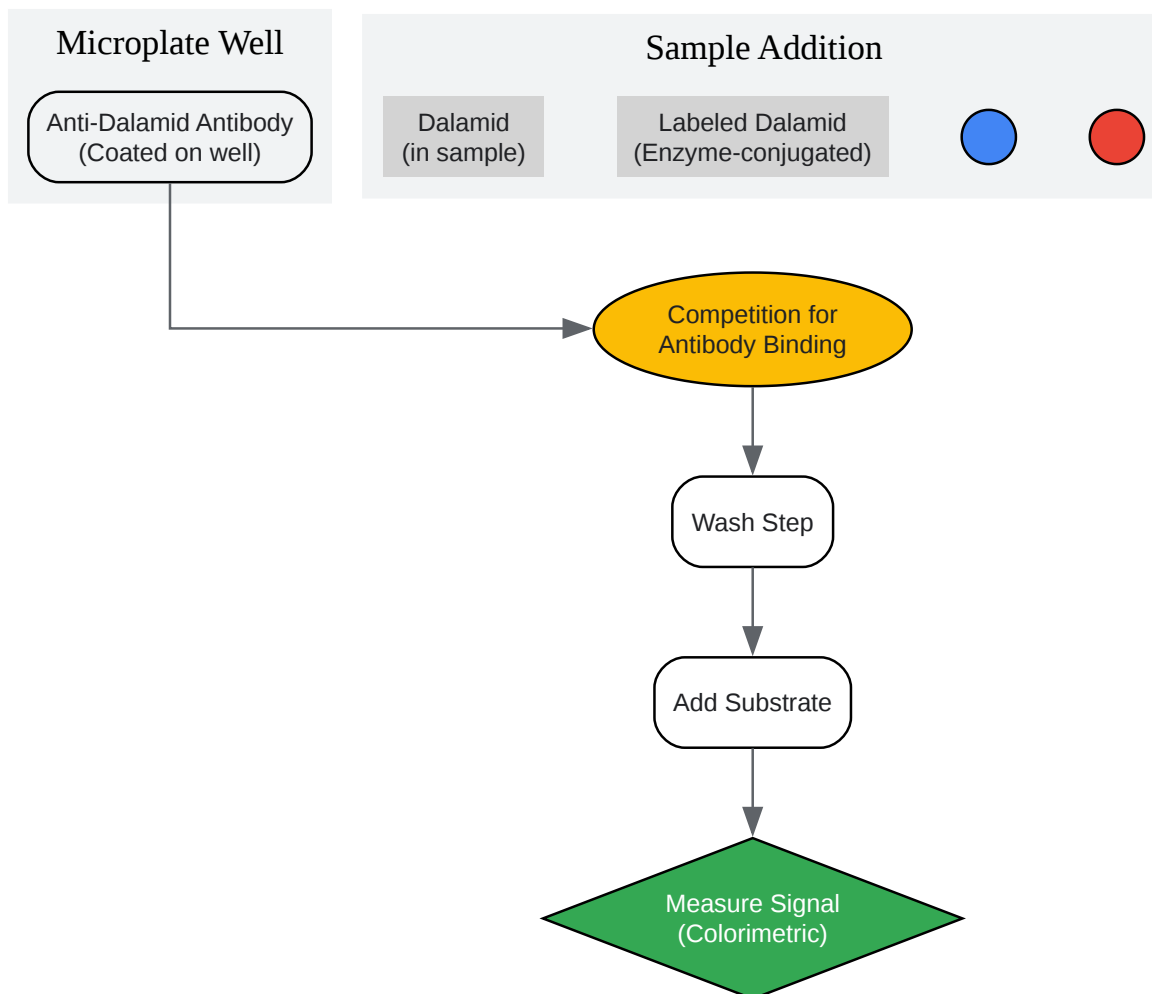 Microplate Well
Sample Addition
Anti-Dalamid Antibody
(Coated on well)
Dalamid
(in sample)
Labeled Dalamid
(Enzyme-conjugated)
Competition for
Antibody Binding
Wash Step
Add Substrate
Measure Signal
(Colorimetric)